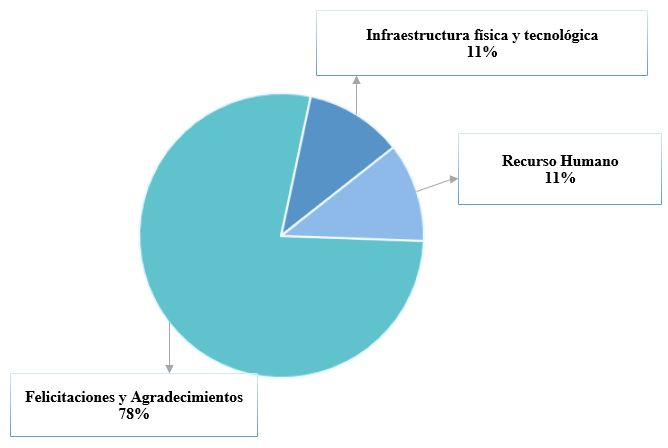 Infraestructura física y tecnológica
11%
Recurso Humano
11%
Felicitaciones y Agradecimientos
78%